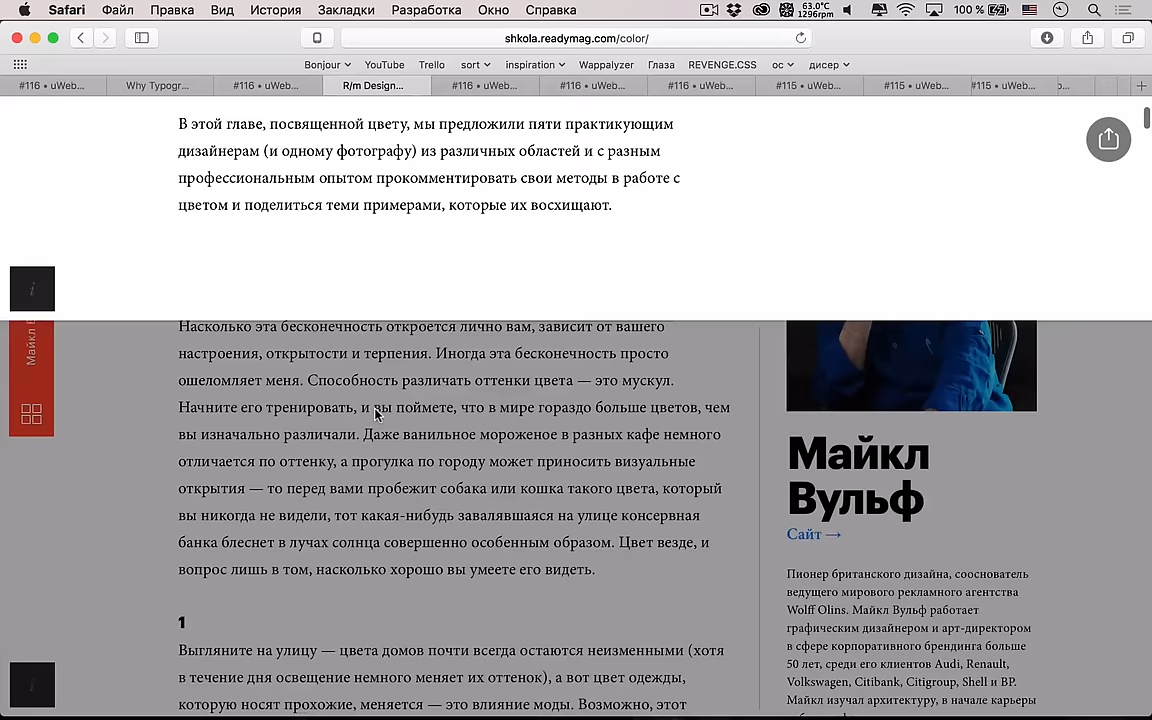 Safari Файл Правка Вид История Закладки Разработка Окно Справка 63.0°C 1296rpm 100 %
shkola.readymag.com/color/
Bonjour YouTube Trello sort inspiration Wappalyzer Глаза REVENGE.CSS ос дисер
#116 • uWeb... Why Typogr... #116 • uWeb... R/m Design... #116 • uWeb... #116 • uWeb... #116 • uWeb... #115 • uWeb... #115 • uWeb... #115 • uWeb...
В этой главе, посвященной цвету, мы предложили пяти практикующим
дизайнерам (и одному фотографу) из различных областей и с разным
профессиональным опытом прокомментировать свои методы в работе с
цветом и поделиться теми примерами, которые их восхищают.
i
Майкл
Насколько эта бесконечность откроется лично вам, зависит от вашего
настроения, открытости и терпения. Иногда эта бесконечность просто
ошеломляет меня. Способность различать оттенки цвета — это мускул.
Начните его тренировать, и вы поймете, что в мире гораздо больше цветов, чем
вы изначально различали. Даже ванильное мороженое в разных кафе немного
отличается по оттенку, а прогулка по городу может приносить визуальные
открытия — то перед вами пробежит собака или кошка такого цвета, который
вы никогда не видели, тот какая-нибудь завалявшаяся на улице консервная
банка блеснет в лучах солнца совершенно особенным образом. Цвет везде, и
вопрос лишь в том, насколько хорошо вы умеете его видеть.
1
Выгляните на улицу — цвета домов почти всегда остаются неизменными (хотя
в течение дня освещение немного меняет их оттенок), а вот цвет одежды,
которую носят прохожие, меняется — это влияние моды. Возможно, этот
i
Майкл
Вульф
Сайт →
Пионер британского дизайна, сооснователь
ведущего мирового рекламного агентства
Wolff Olins. Майкл Вульф работает
графическим дизайнером и арт-директором
в сфере корпоративного брендинга больше
50 лет, среди его клиентов Audi, Renault,
Volkswagen, Citibank, Citigroup, Shell и BP.
Майкл изучал архитектуру, в начале карьеры